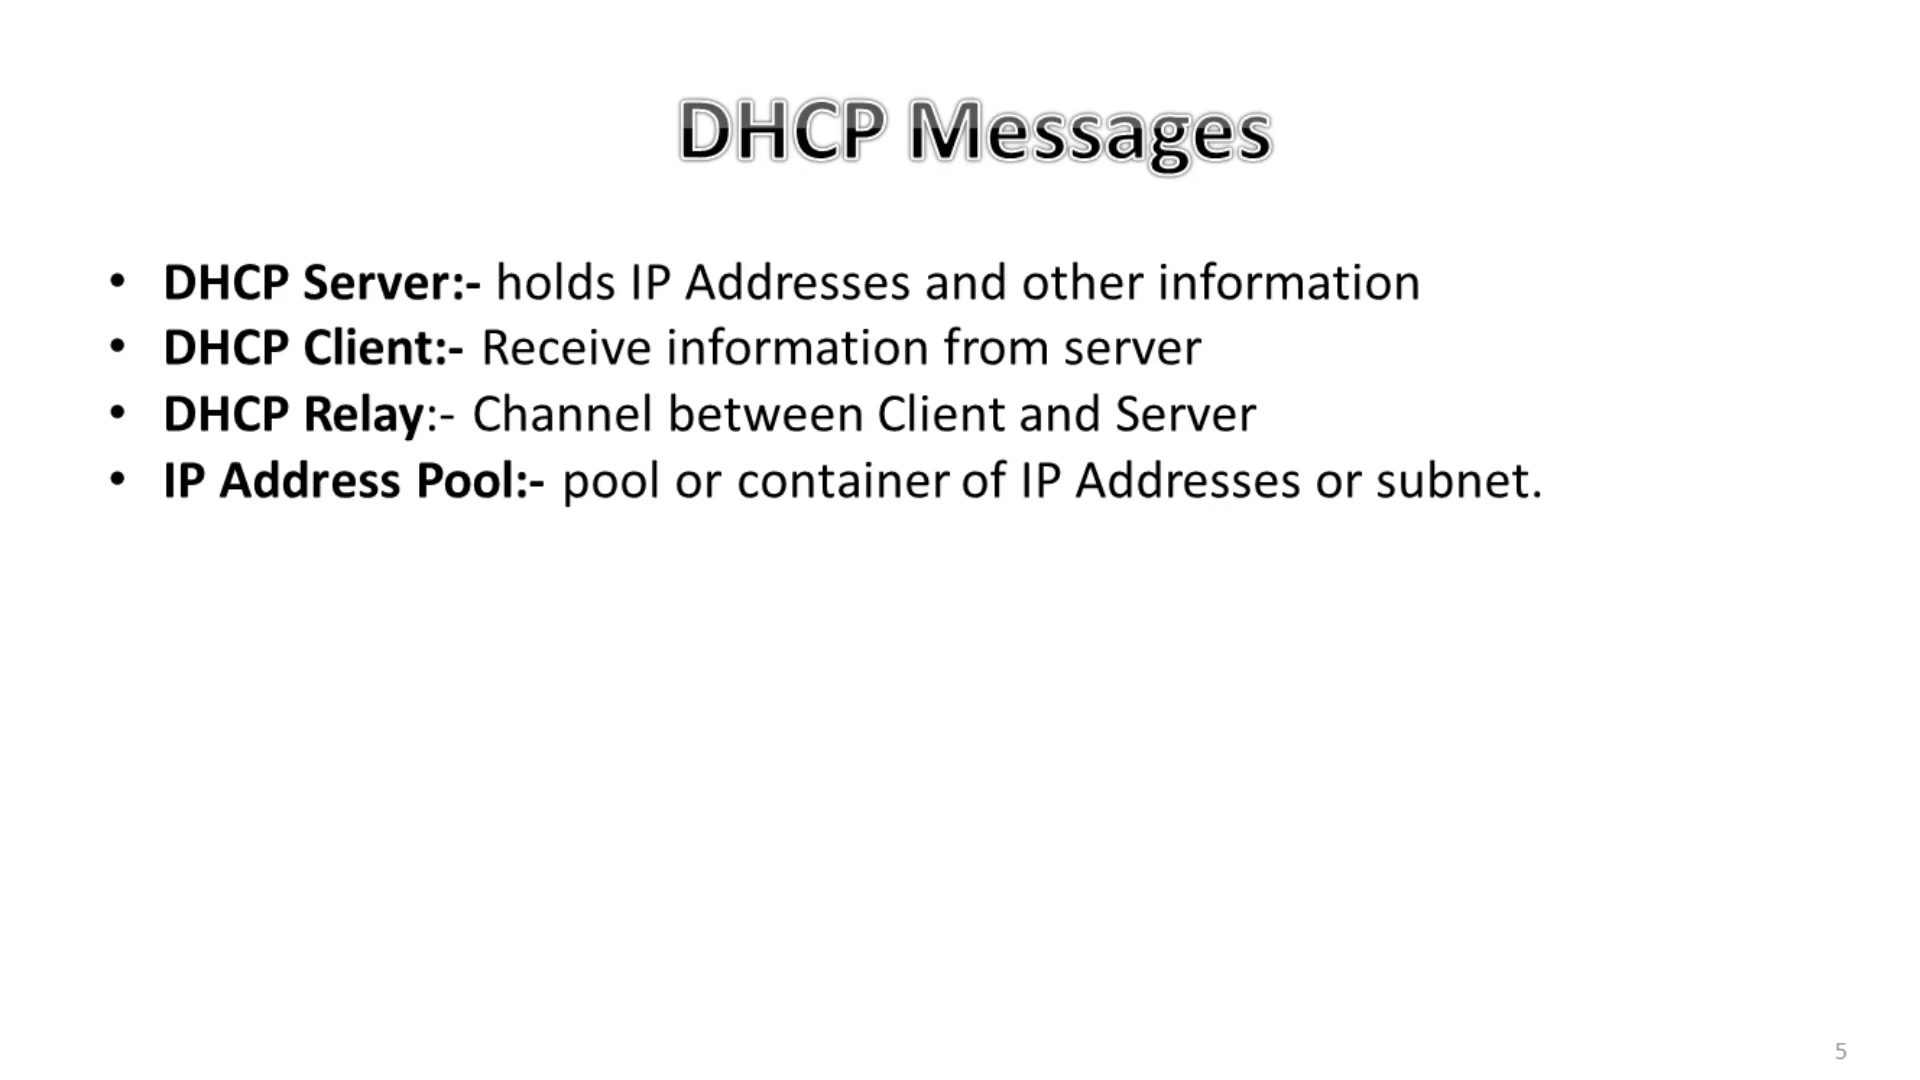 DHCP Messages
• DHCP Server:- holds IP Addresses and other information
• DHCP Client:- Receive information from server
• DHCP Relay:- Channel between Client and Server
• IP Address Pool:- pool or container of IP Addresses or subnet.
5